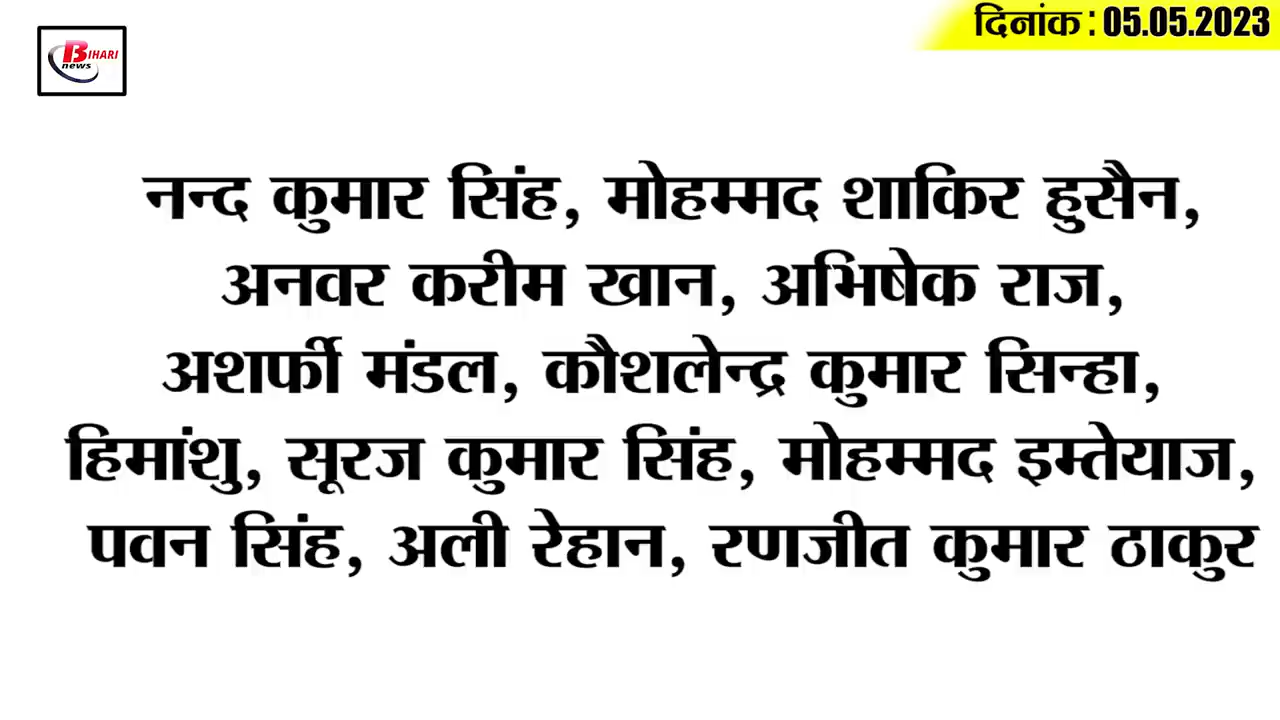 BIHARI
news
दिनांक : 05.05.2023
नन्द कुमार सिंह, मोहम्मद शाकिर हुसैन,
अनवर करीम खान, अभिषेक राज,
अशर्फी मंडल, कौशलेन्द्र कुमार सिन्हा,
हिमांशु, सूरज कुमार सिंह, मोहम्मद इम्तेयाज,
पवन सिंह, अली रेहान, रणजीत कुमार ठाकुर